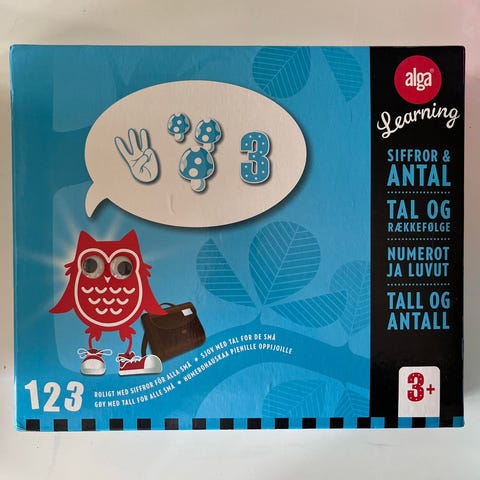 alga®
Learning
SIFFROR &
ANTAL
TAL OG
RÆKKEFØLGE
NUMEROT
JA LUVUT
TALL OG
ANTALL
3
3+
123
ROLIGT MED SIFFROR FÖR ALLA SMÅ * SJOV MED TAL FOR DE SMÅ
GØY MED TALL FOR ALLE SMÅ * NUMEROHAUSKAA PIENILLE OPPIJOILLE